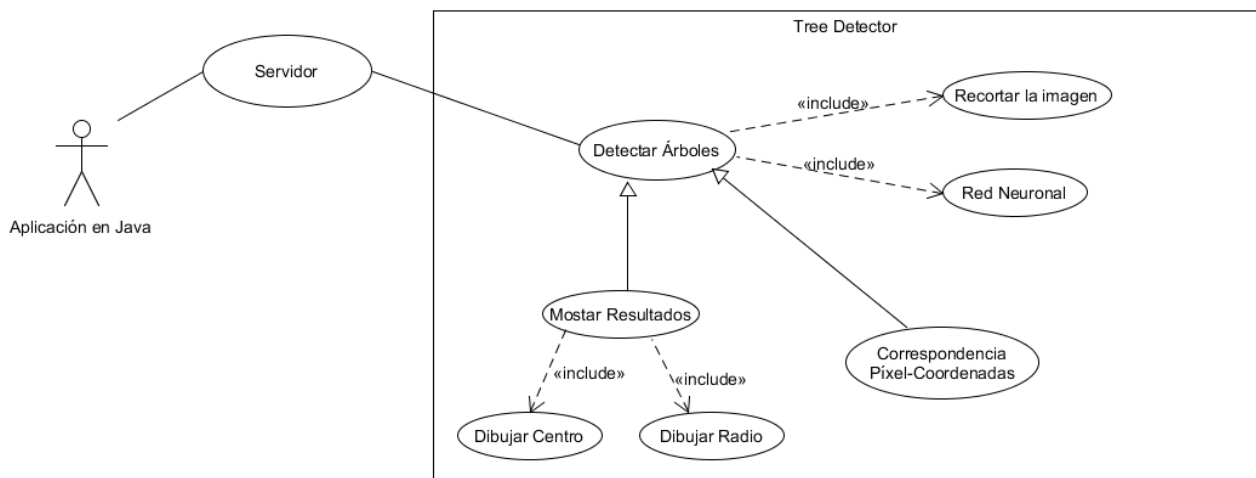 Tree Detector
Servidor
Recortar la imagen
«include»
Detectar Árboles
«include»
Red Neuronal
Aplicación en Java
Mostar Resultados
Correspondencia
Píxel-Coordenadas
«include»
«include»
Dibujar Centro
Dibujar Radio